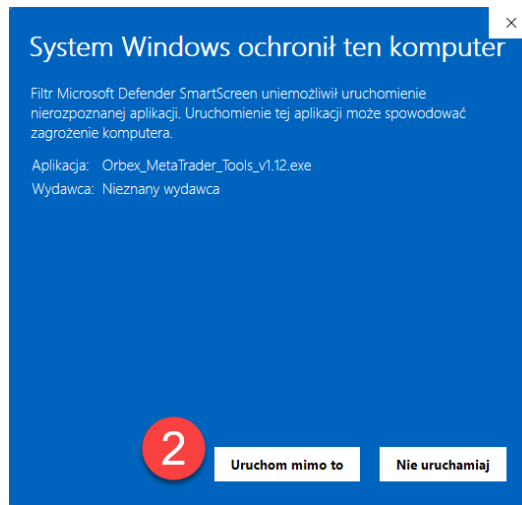 System Windows ochronił ten komputer
Filtr Microsoft Defender SmartScreen uniemożliwił uruchomienie
nierozpoznanej aplikacji. Uruchomienie tej aplikacji może spowodować
zagrożenie komputera.
Aplikacja: Orbex_MetaTrader_Tools_v1.12.exe
Wydawca: Nieznany wydawca
2
Uruchom mimo to Nie uruchamiaj